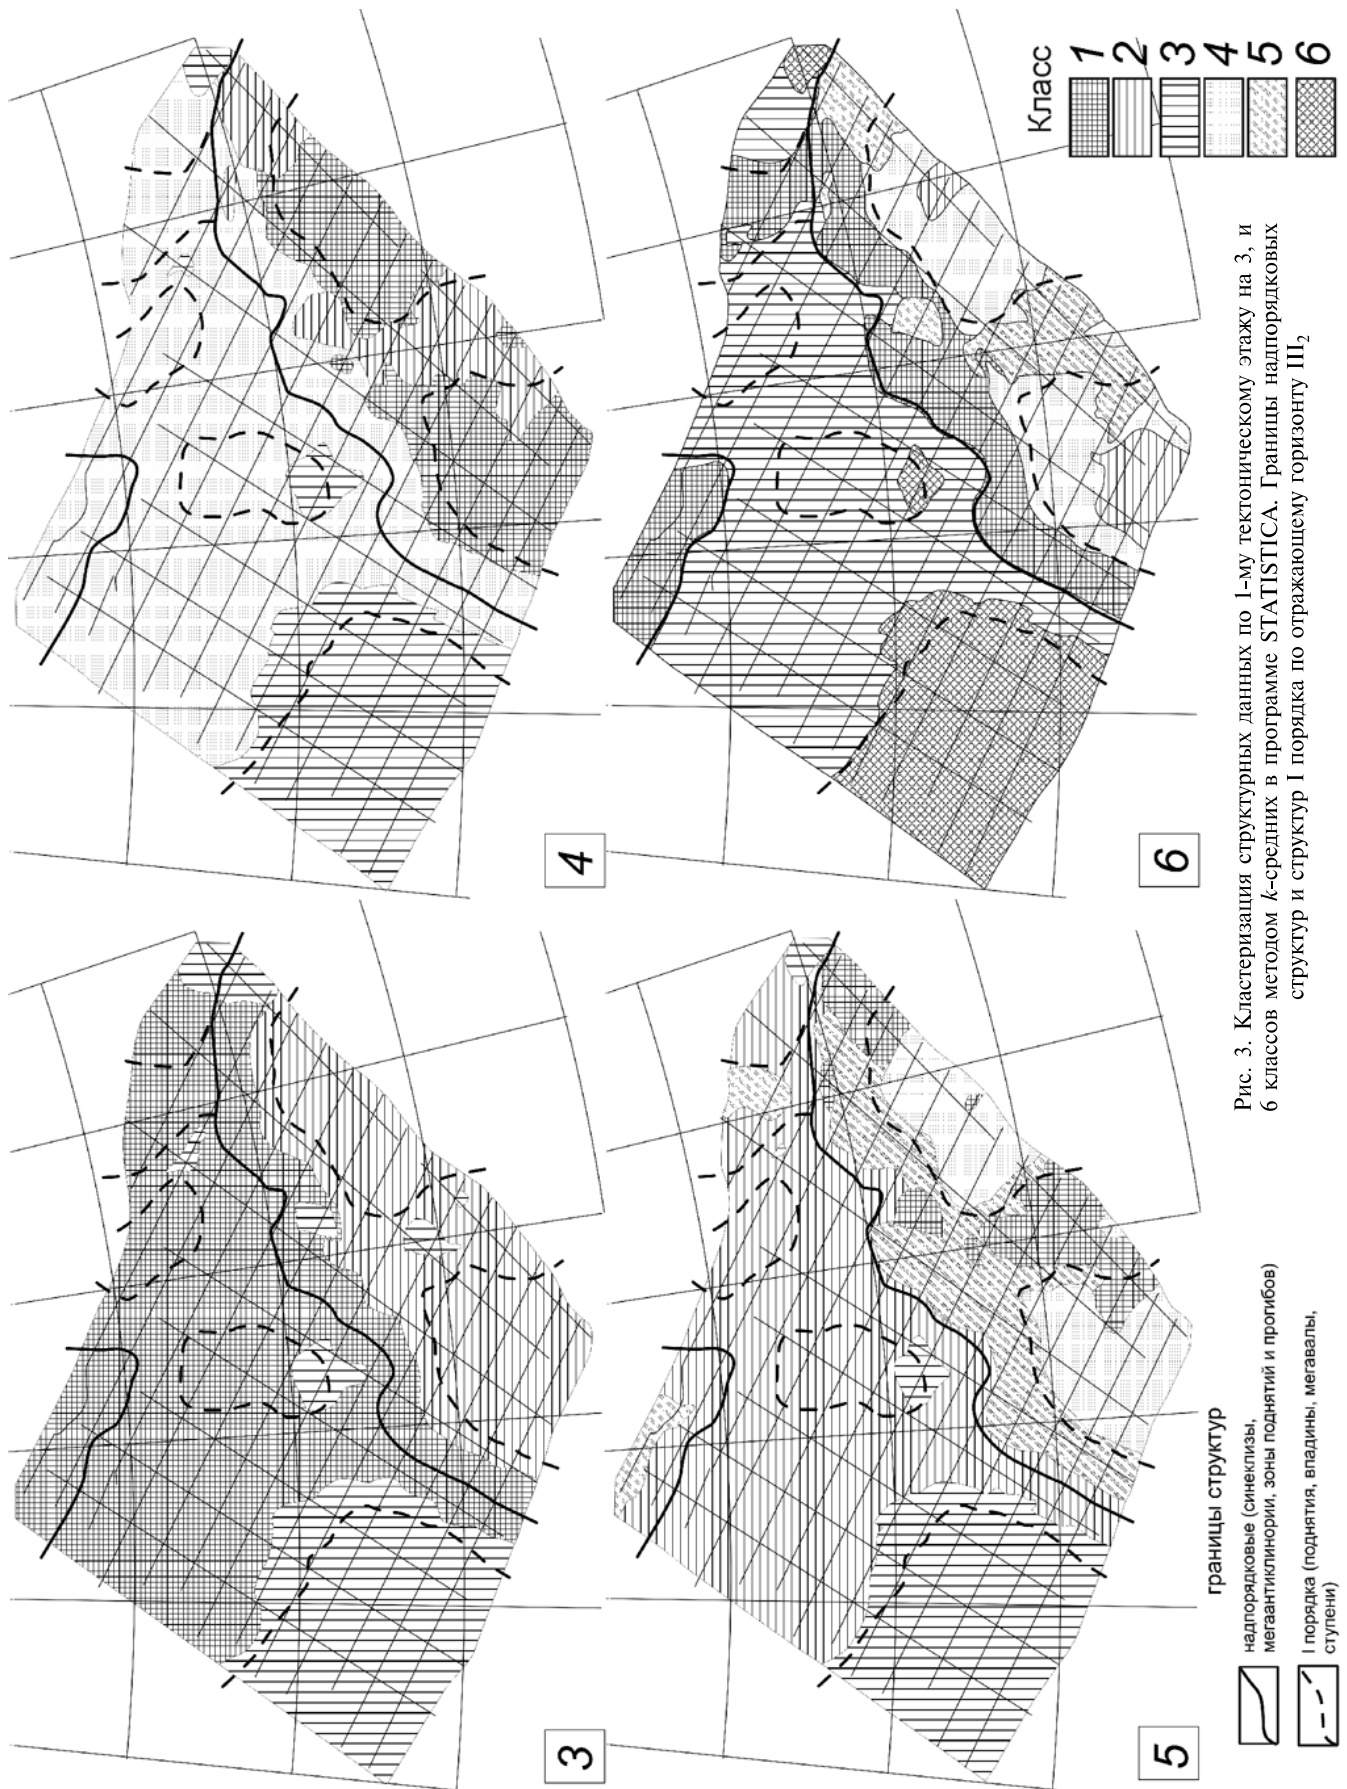 3
4
5
6
границы структур
надпорядковые (синеклизы,
мегаантиклинории, зоны поднятий и прогибов)
I порядка (поднятия, впадины, мегавалы,
ступени)
Класс
1
2
3
4
5
6
Рис. 3. Кластеризация структурных данных по 1-му тектоническому этажу на 3, и
6 классов методом k-средних в программе STATISTICA. Границы надпорядковых
структур и структур I порядка по отражающему горизонту III₂